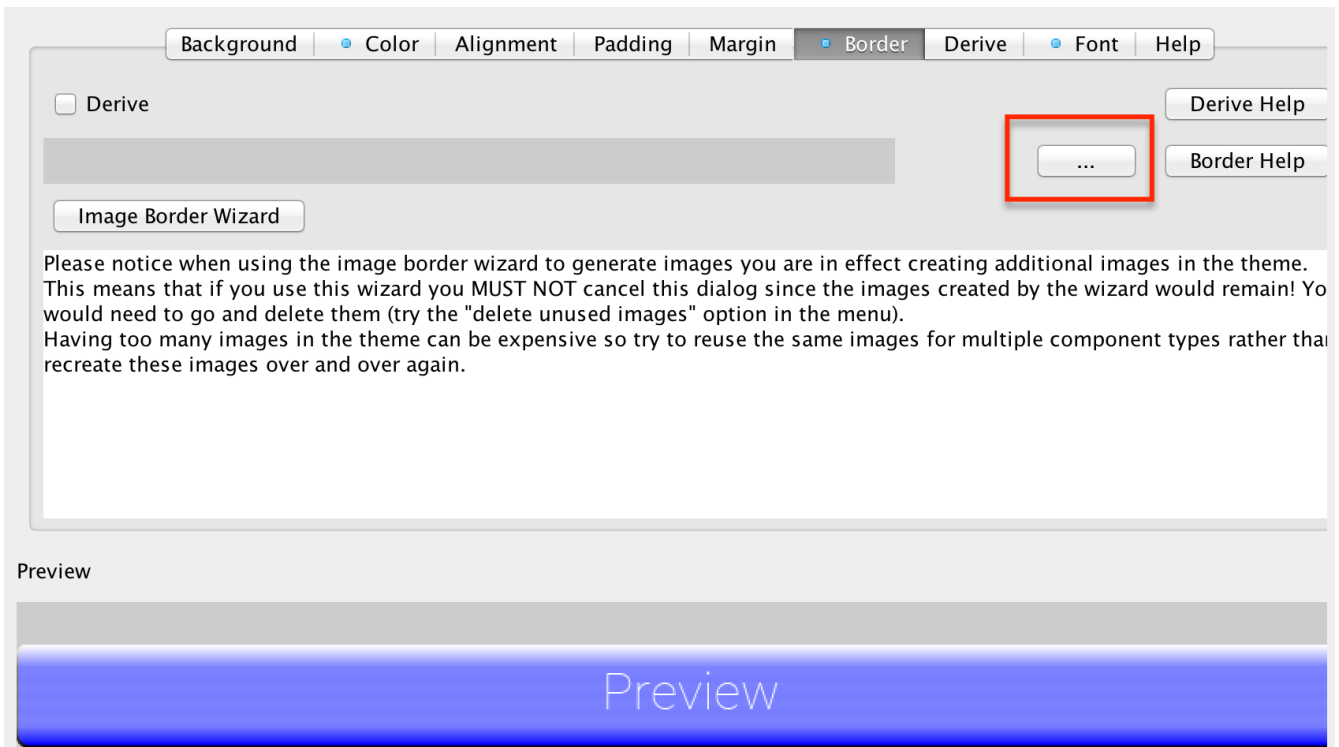 Background Color Alignment Padding Margin Border Derive Font Help
Derive Derive Help
... Border Help
Image Border Wizard
Please notice when using the image border wizard to generate images you are in effect creating additional images in the theme.
This means that if you use this wizard you MUST NOT cancel this dialog since the images created by the wizard would remain! Yo
would need to go and delete them (try the "delete unused images" option in the menu).
Having too many images in the theme can be expensive so try to reuse the same images for multiple component types rather tha
recreate these images over and over again.
Preview
Preview